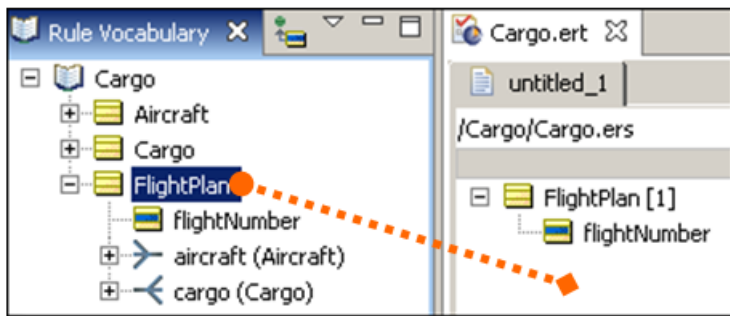 Rule Vocabulary
Cargo
Aircraft
Cargo
FlightPlan
flightNumber
aircraft (Aircraft)
cargo (Cargo)
Cargo.ert
untitled_1
/Cargo/Cargo.ers
FlightPlan [1]
flightNumber